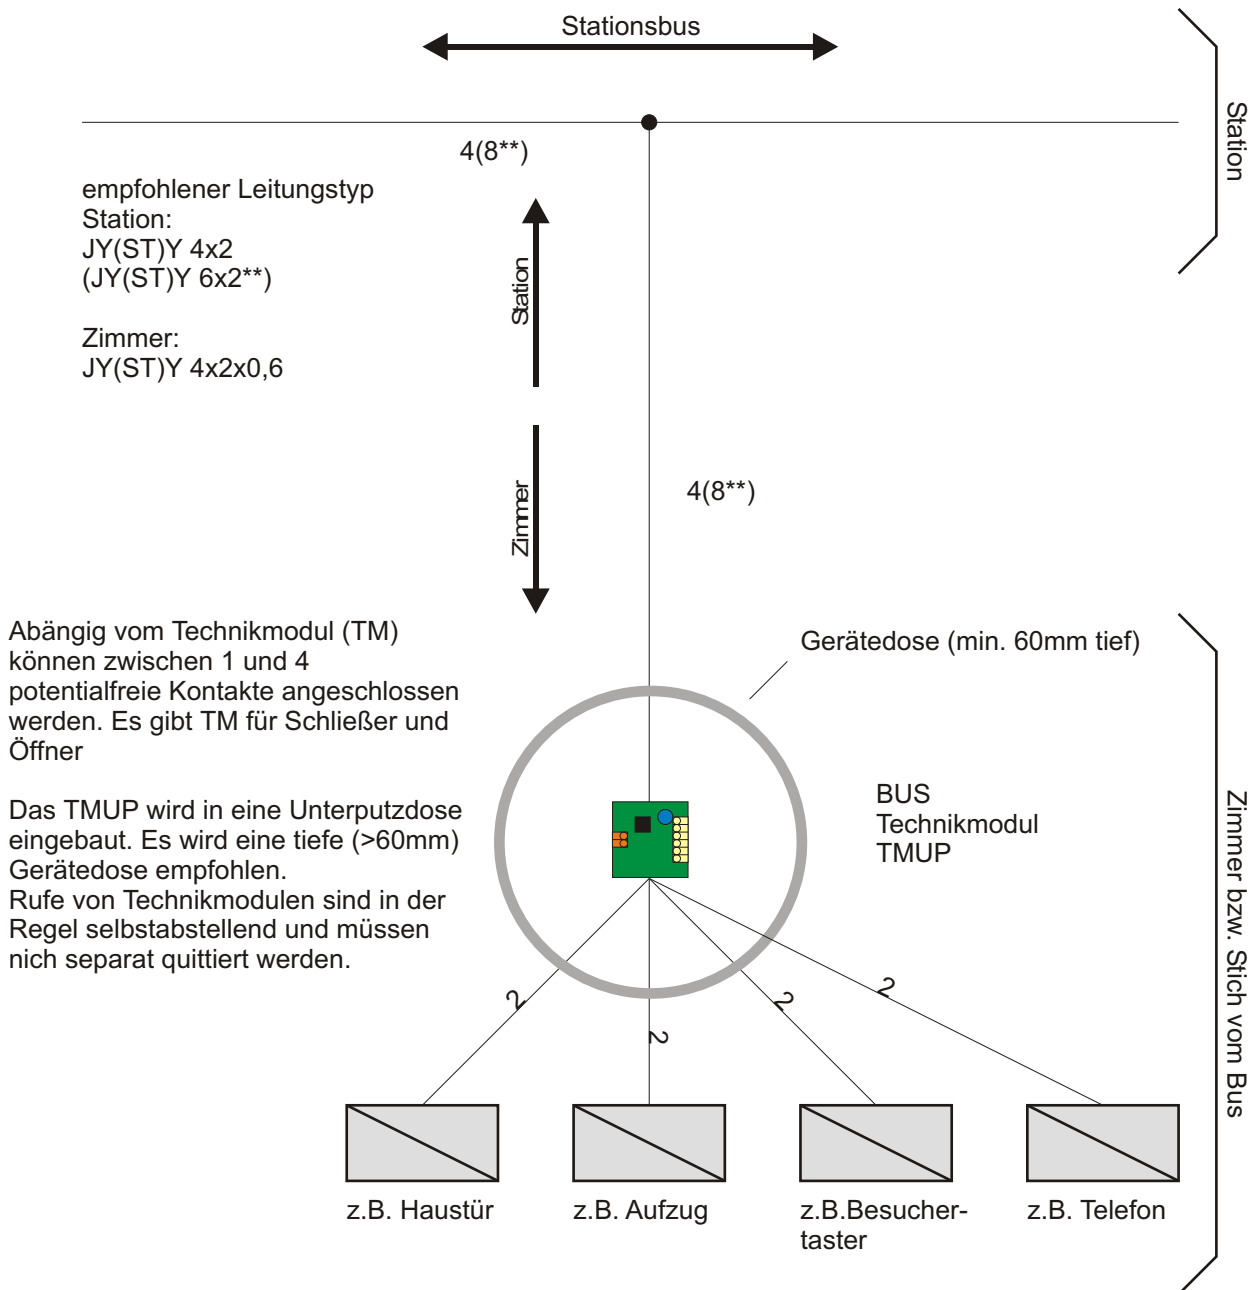 Stationsbus
Station
4(8**)
empfohlener Leitungstyp
Station:
JY(ST)Y 4x2
(JY(ST)Y 6x2**)
Zimmer:
JY(ST)Y 4x2x0,6
Station
Zimmer
4(8**)
Abängig vom Technikmodul (TM)
können zwischen 1 und 4
potentialfreie Kontakte angeschlossen
werden. Es gibt TM für Schließer und
Öffner
Das TMUP wird in eine Unterputzdose
eingebaut. Es wird eine tiefe (>60mm)
Gerätedose empfohlen.
Rufe von Technikmodulen sind in der
Regel selbstabstellend und müssen
nich separat quittiert werden.
Gerätedose (min. 60mm tief)
BUS
Technikmodul
TMUP
Zimmer bzw. Stich vom Bus
2
2
2
2
z.B. Haustür
z.B. Aufzug
z.B.Besucher-
taster
z.B. Telefon